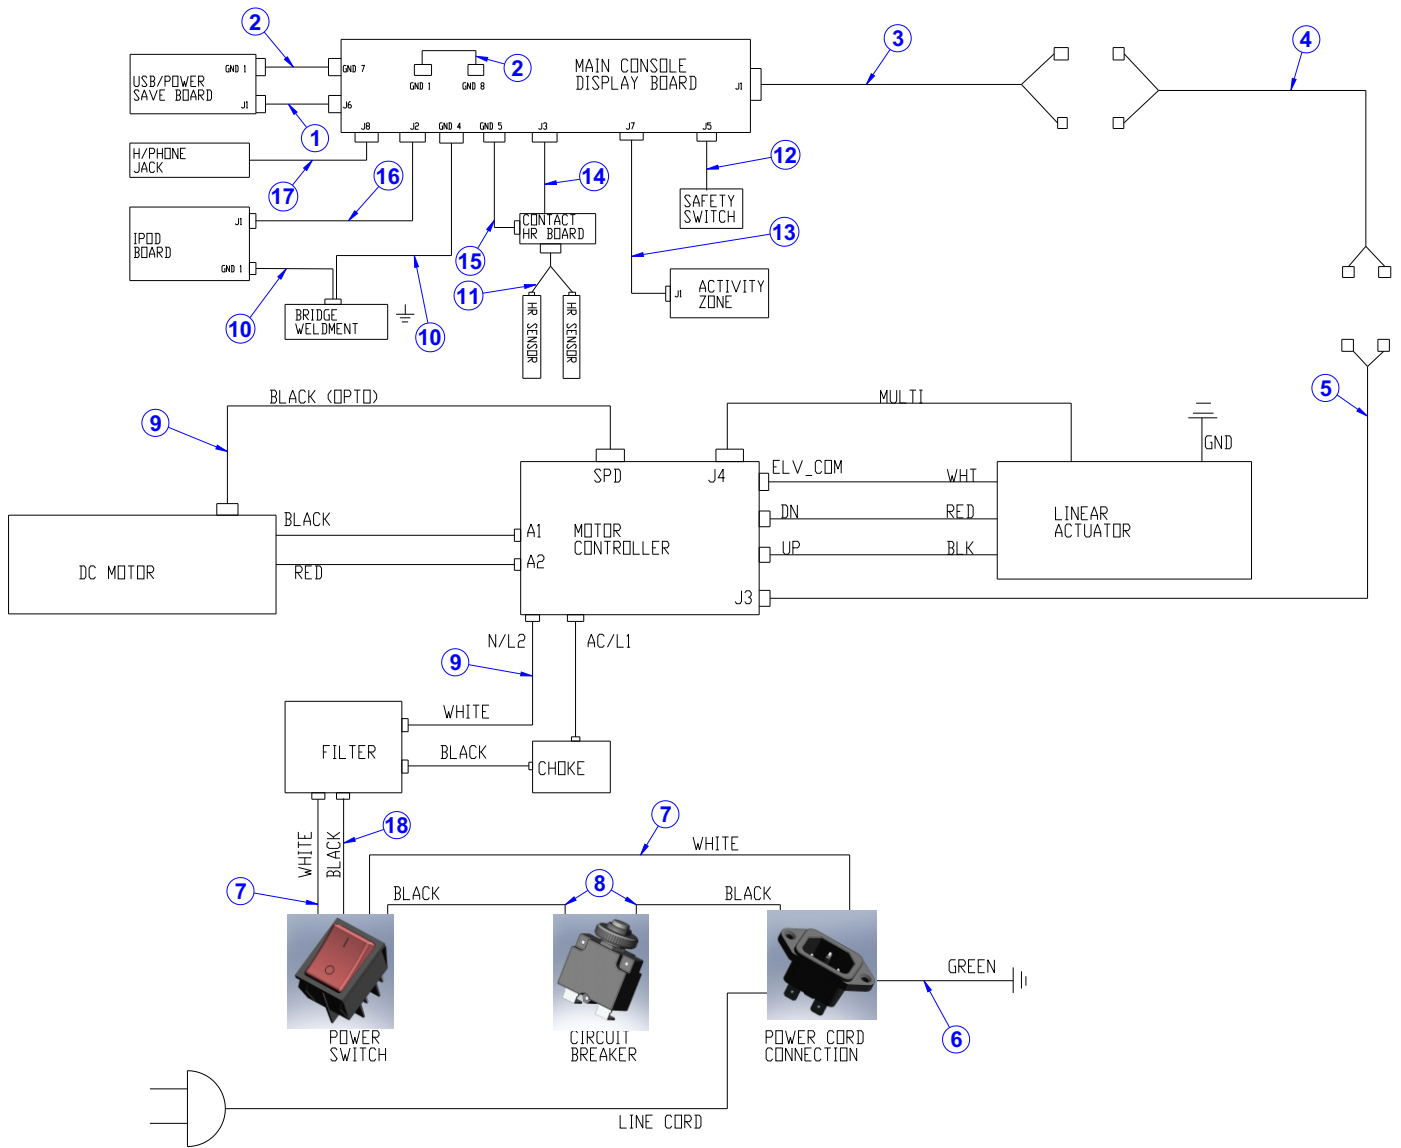 2
3
4
GND 1
GND 7
2
MAIN CONSOLE
DISPLAY BOARD
USB/POWER
SAVE BOARD
GND 1
GND 8
J1
J1
J6
1
J8
J2
GND 4
GND 5
J3
J7
J5
H/PHONE
JACK
17
16
14
12
SAFETY
SWITCH
J1
CONTACT
HR BOARD
IPOD
BOARD
15
13
GND 1
10
11
J1
ACTIVITY
ZONE
BRIDGE
WELDMENT
10
10
HR SENSOR
HR SENSOR
5
BLACK (OPTO)
MULTI
9
GND
SPD
J4
ELV_COM
WHT
BLACK
A1
MOTOR
CONTROLLER
DN
RED
LINEAR
ACTUATOR
A2
UP
BLK
DC MOTOR
RED
J3
N/L2
AC/L1
9
WHITE
FILTER
BLACK
CHOKE
WHITE
BLACK
18
7
WHITE
7
BLACK
8
BLACK
GREEN
6
POWER
SWITCH
CIRCUIT
BREAKER
POWER CORD
CONNECTION
LINE CORD